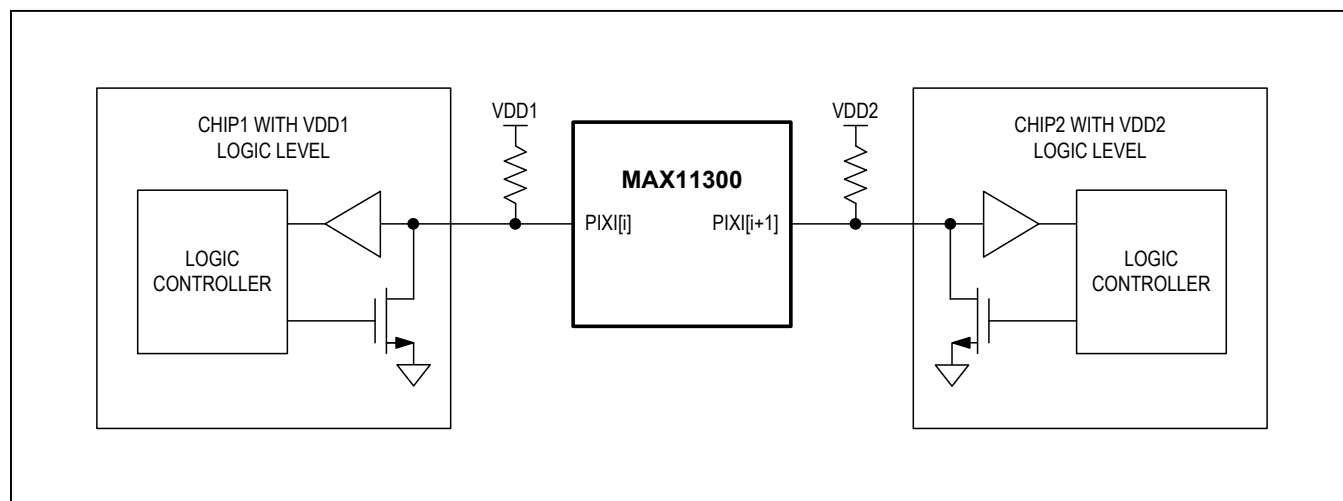 CHIP1 WITH VDD1
LOGIC LEVEL
LOGIC
CONTROLLER
VDD1
MAX11300
PIXI[i]
PIXI[i+1]
VDD2
CHIP2 WITH VDD2
LOGIC LEVEL
LOGIC
CONTROLLER